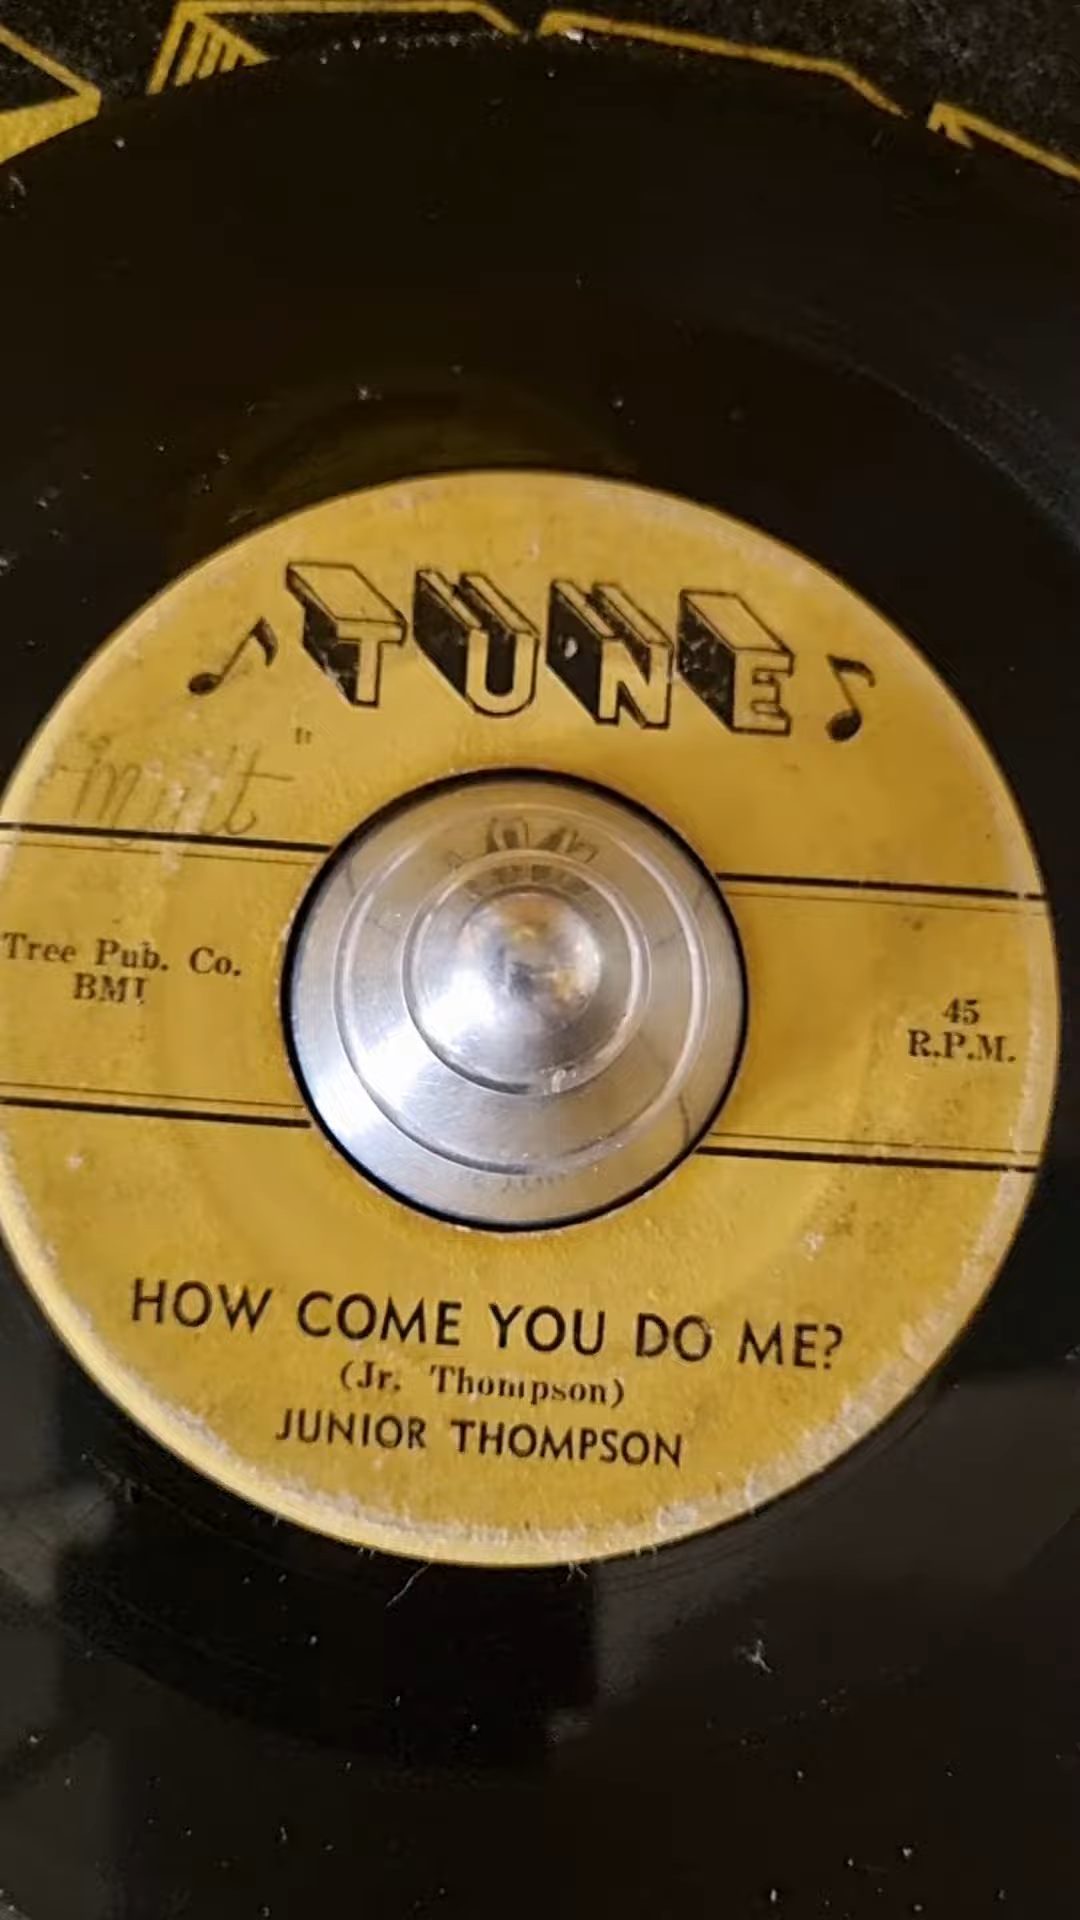 TUNE
Tree Pub. Co.
BMI
45
R.P.M.
HOW COME YOU DO ME?
(Jr. Thompson)
JUNIOR THOMPSON